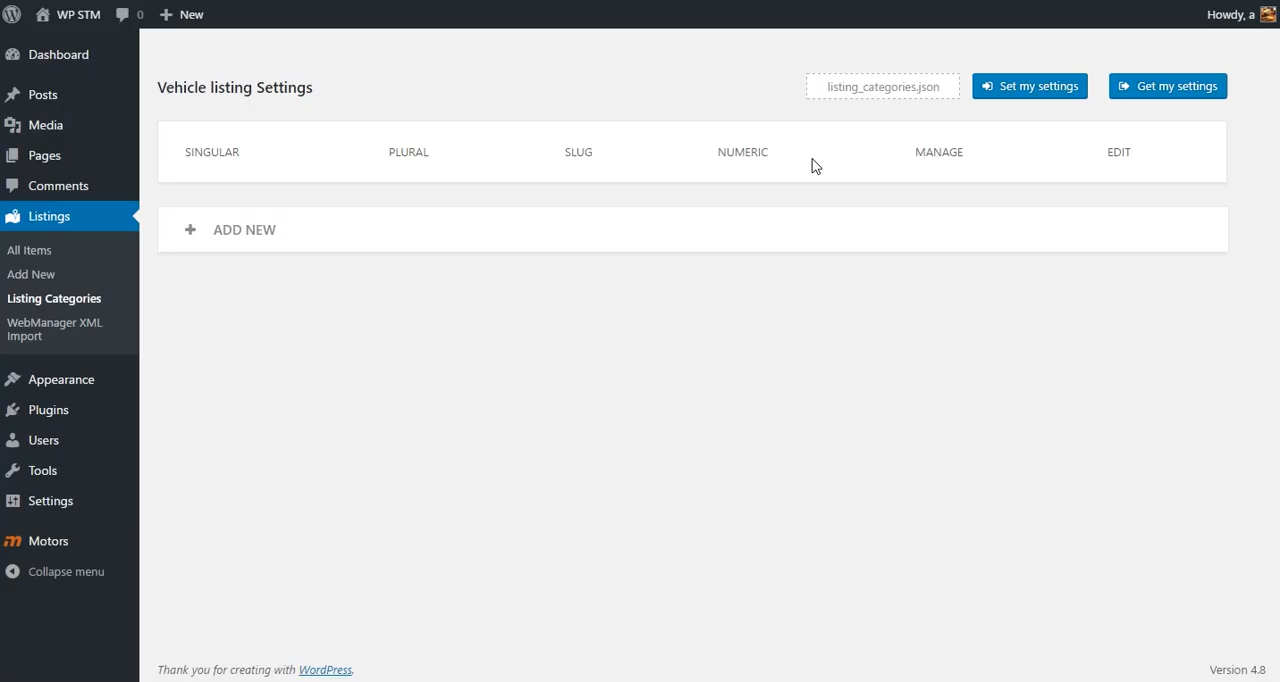 WP STM 0 New Howdy, a
Dashboard
Posts
Media
Pages
Comments
Listings
All Items
Add New
Listing Categories
WebManager XML
Import
Appearance
Plugins
Users
Tools
Settings
Motors
Collapse menu
Vehicle listing Settings
listing_categories.json Set my settings Get my settings
SINGULAR PLURAL SLUG NUMERIC MANAGE EDIT
ADD NEW
Thank you for creating with WordPress. Version 4.8